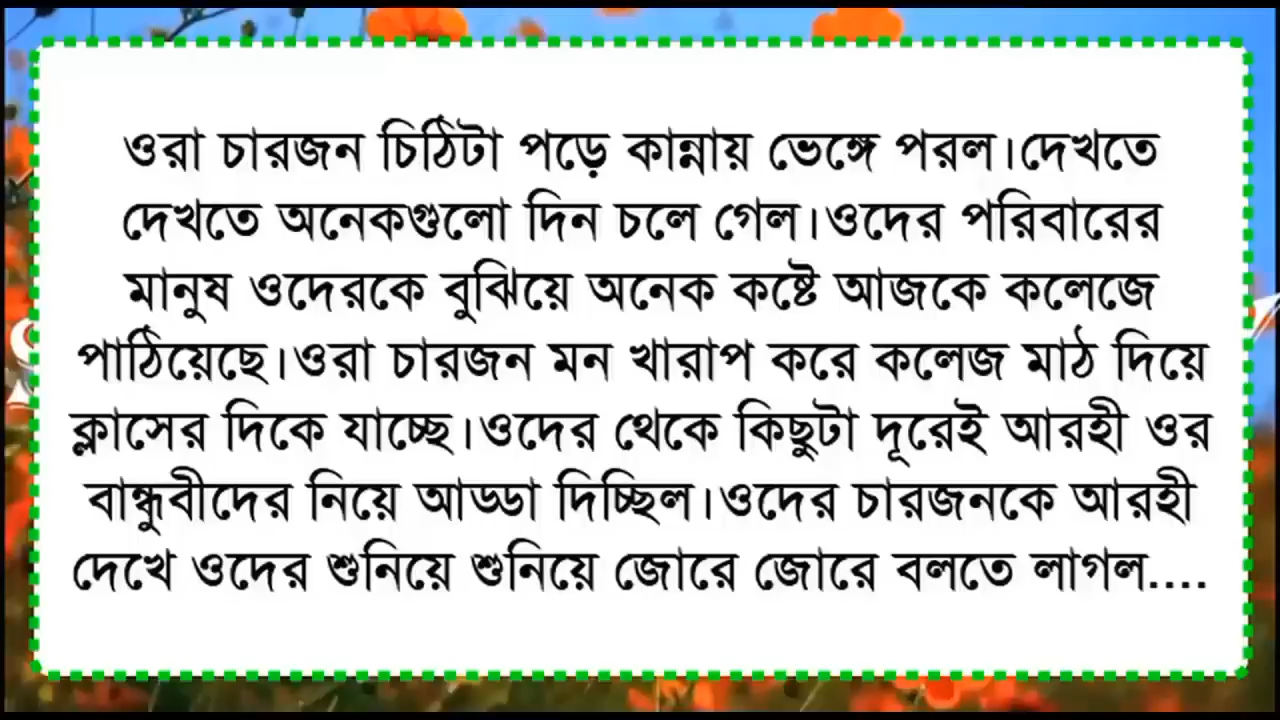 ওরা চারজন চিঠিটা পড়ে কান্নায় ভেঙ্গে পরল।দেখতে
দেখতে অনেকগুলো দিন চলে গেল।ওদের পরিবারের
মানুষ ওদেরকে বুঝিয়ে অনেক কষ্টে আজকে কলেজে
পাঠিয়েছে।ওরা চারজন মন খারাপ করে কলেজ মাঠ দিয়ে
ক্লাসের দিকে যাচ্ছে।ওদের থেকে কিছুটা দূরেই আরহী ওর
বান্ধুবীদের নিয়ে আড্ডা দিচ্ছিল।ওদের চারজনকে আরহী
দেখে ওদের শুনিয়ে শুনিয়ে জোরে জোরে বলতে লাগল....